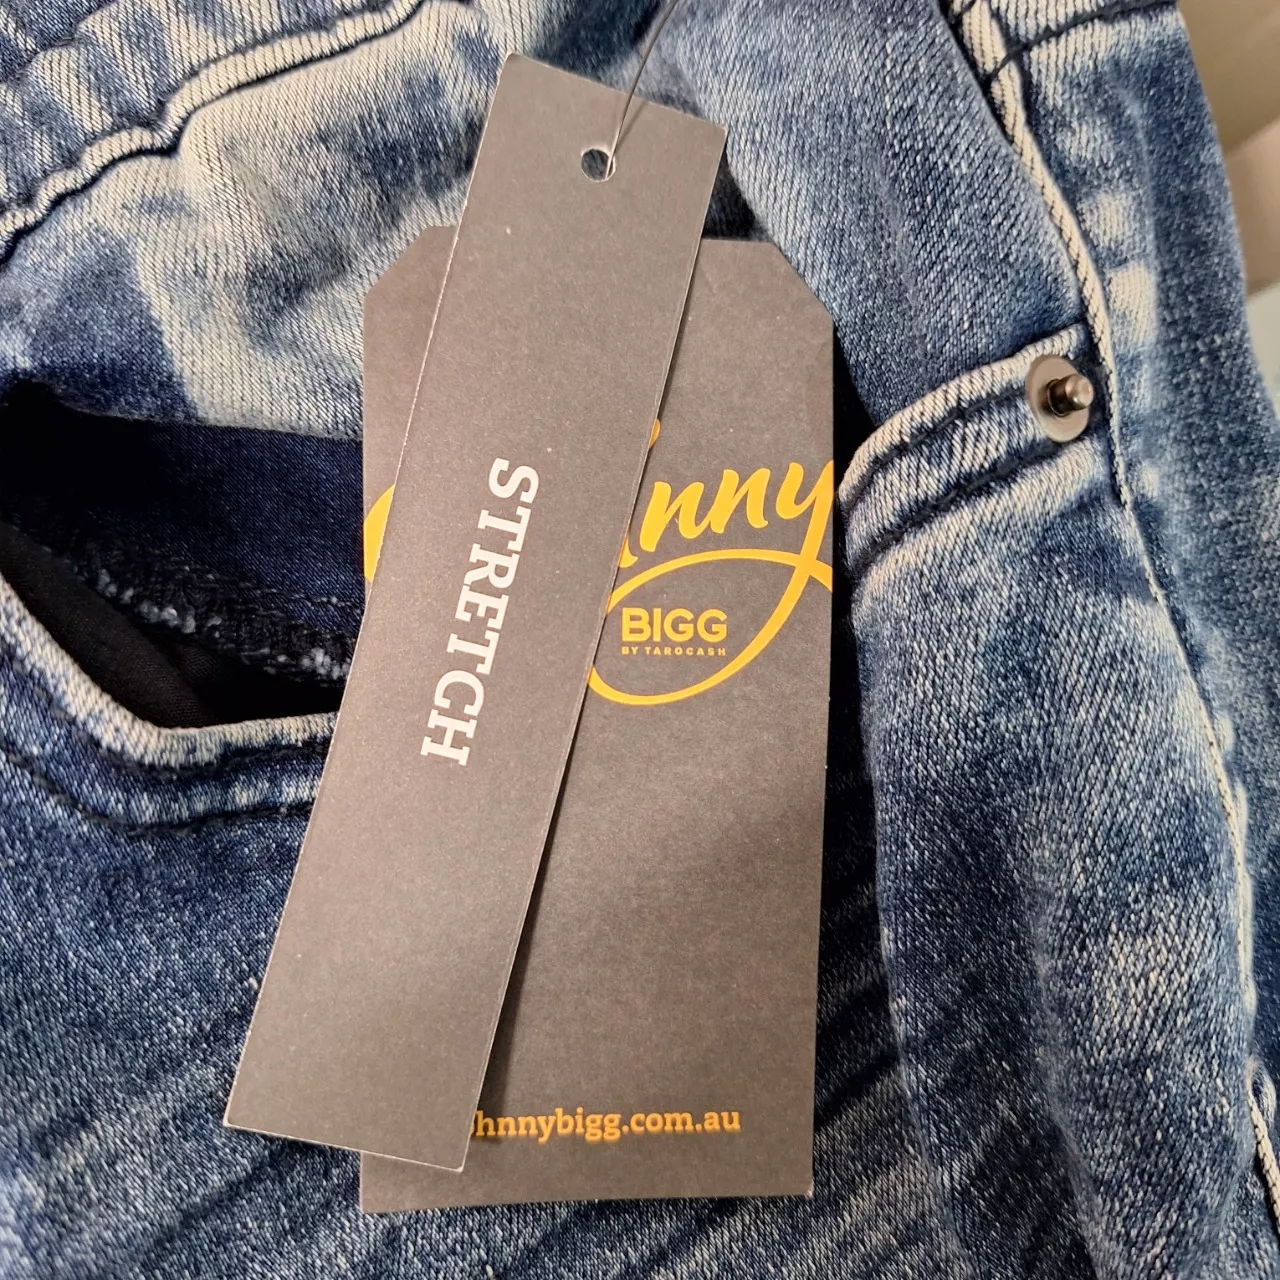 STRETCH
nny
BIGG
BY TAROCASH
hnnybigg.com.au